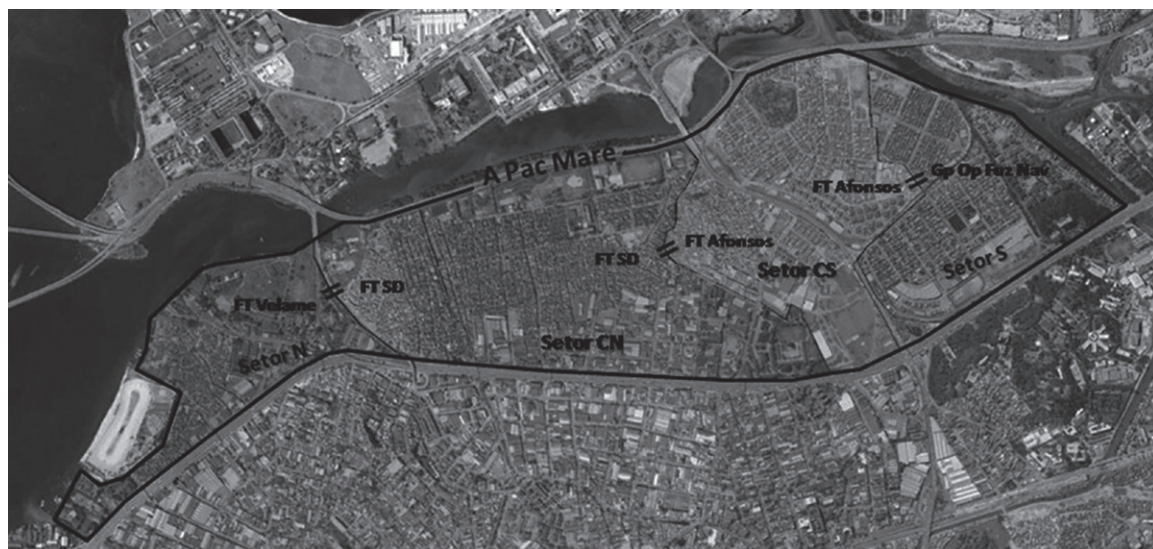 A Pac Maré
Gp Op Fuz Nav
FT Afonsos
FT Afonsos
FT SD
Setor CS
Setor S
FT SD
FT Velame
Setor CN
Setor N